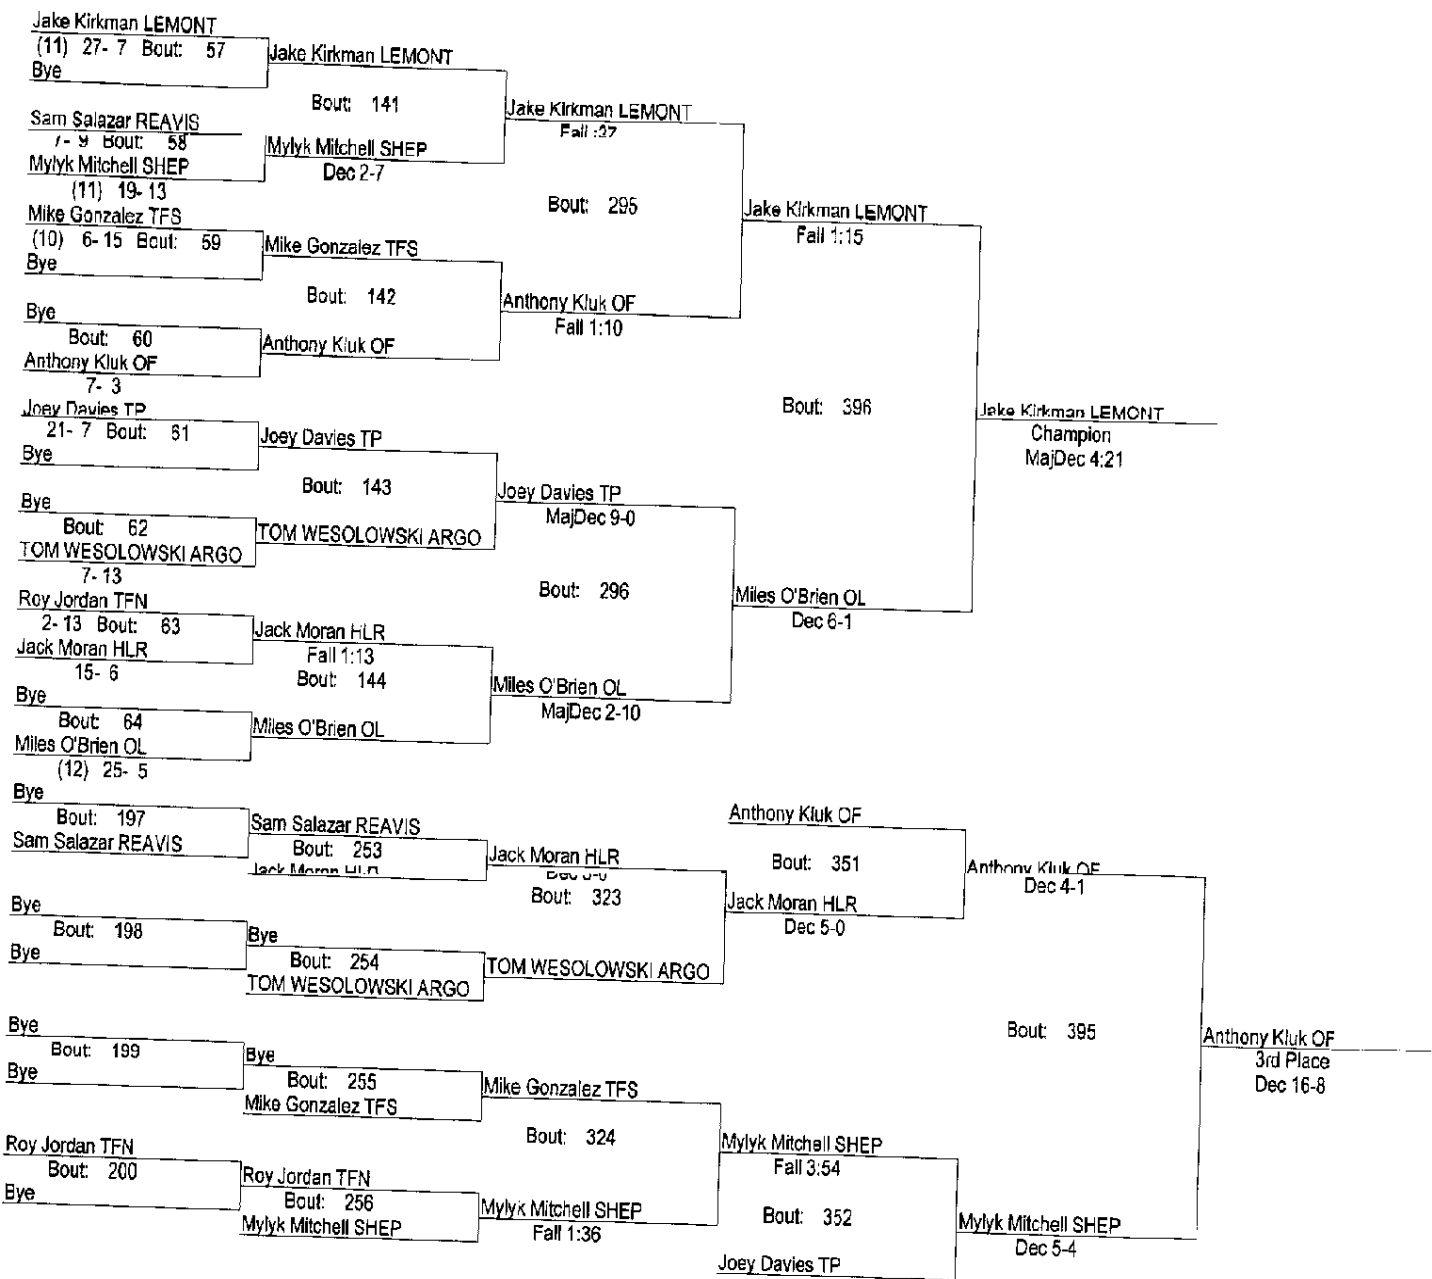 Jake Kirkman LEMONT
(11) 27- 7 Bout: 57
Bye
Jake Kirkman LEMONT
Bout: 141
Sam Salazar REAVIS
7- 9 Bout: 58
Mylyk Mitchell SHEP
(11) 19- 13
Mylyk Mitchell SHEP
Dec 2-7
Jake Kirkman LEMONT
Fall :27
Bout: 295
Mike Gonzalez TFS
(10) 6- 15 Bout: 59
Bye
Mike Gonzalez TFS
Bout: 142
Bye
Bout: 60
Anthony Kluk OF
7- 3
Anthony Kluk OF
Anthony Kluk OF
Fall 1:10
Jake Kirkman LEMONT
Fall 1:15
Bout: 396
Joey Davies TP
21- 7 Bout: 61
Bye
Joey Davies TP
Bout: 143
Bye
Bout: 62
TOM WESOLOWSKI ARGO
7- 13
TOM WESOLOWSKI ARGO
Joey Davies TP
MajDec 9-0
Bout: 296
Roy Jordan TFN
2- 13 Bout: 63
Jack Moran HLR
15- 6
Jack Moran HLR
Fall 1:13
Bout: 144
Bye
Bout: 64
Miles O'Brien OL
(12) 25- 5
Miles O'Brien OL
Miles O'Brien OL
MajDec 2-10
Miles O'Brien OL
Dec 6-1
Jake Kirkman LEMONT
Champion
MajDec 4:21
Bye
Bout: 197
Sam Salazar REAVIS
Sam Salazar REAVIS
Bout: 253
Jack Moran HLR
Jack Moran HLR
Dec 5-0
Bout: 323
Bye
Bout: 198
Bye
Bye
Bout: 254
TOM WESOLOWSKI ARGO
TOM WESOLOWSKI ARGO
Anthony Kluk OF
Bout: 351
Jack Moran HLR
Dec 5-0
Anthony Kluk OF
Dec 4-1
Bout: 395
Bye
Bout: 199
Bye
Bye
Bout: 255
Mike Gonzalez TFS
Mike Gonzalez TFS
Bout: 324
Roy Jordan TFN
Bout: 200
Bye
Roy Jordan TFN
Bout: 256
Mylyk Mitchell SHEP
Mylyk Mitchell SHEP
Fall 1:36
Mylyk Mitchell SHEP
Fall 3:54
Bout: 352
Joey Davies TP
Mylyk Mitchell SHEP
Dec 5-4
Anthony Kluk OF
3rd Place
Dec 16-8